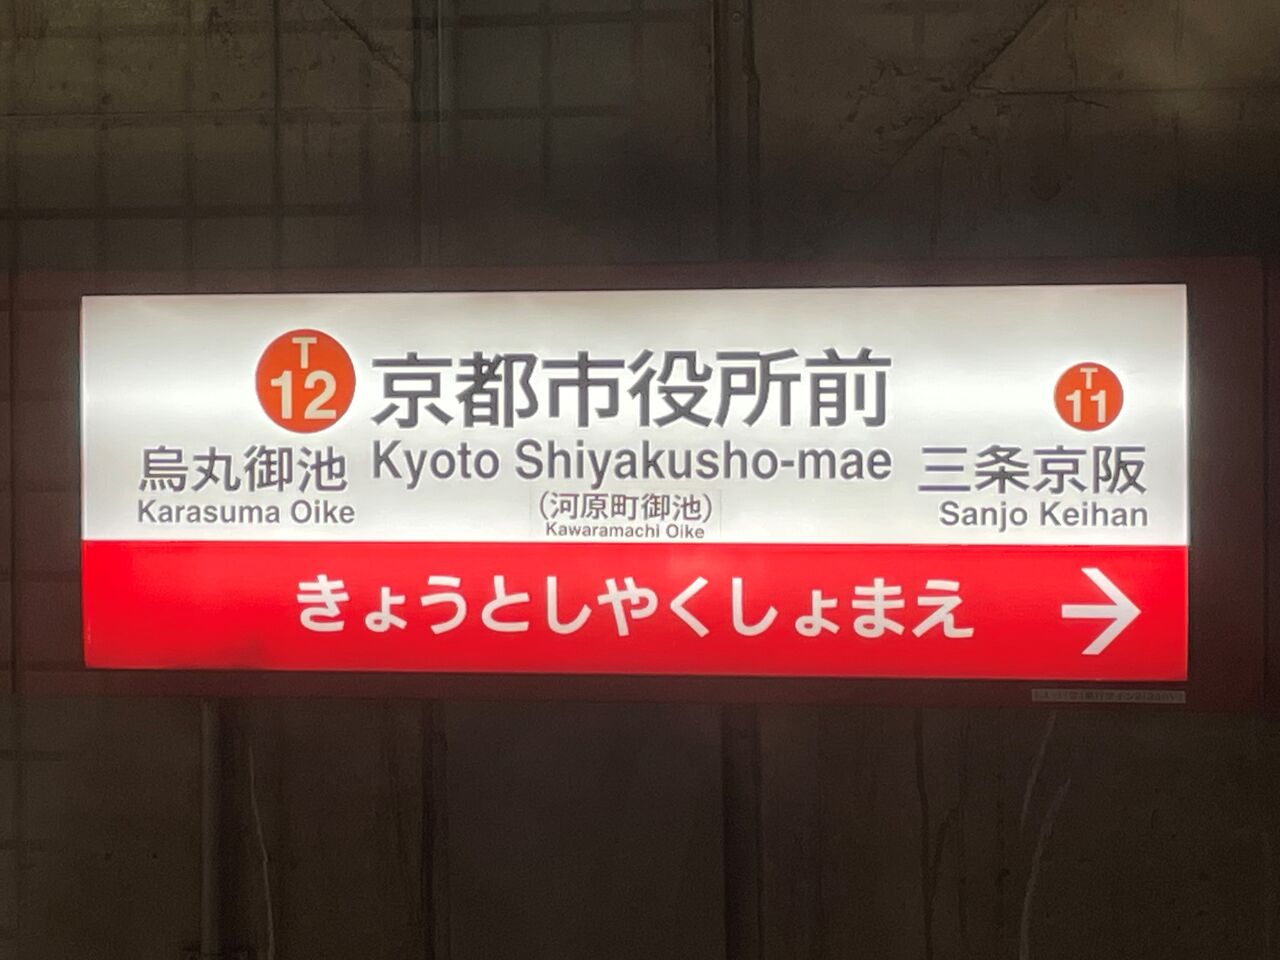 T
12
京都市役所前
Kyoto Shiyakusho-mae
(河原町御池)
Kawaramachi Oike
烏丸御池
Karasuma Oike
T
11
三条京阪
Sanjo Keihan
きょうとしやくしょまえ
→